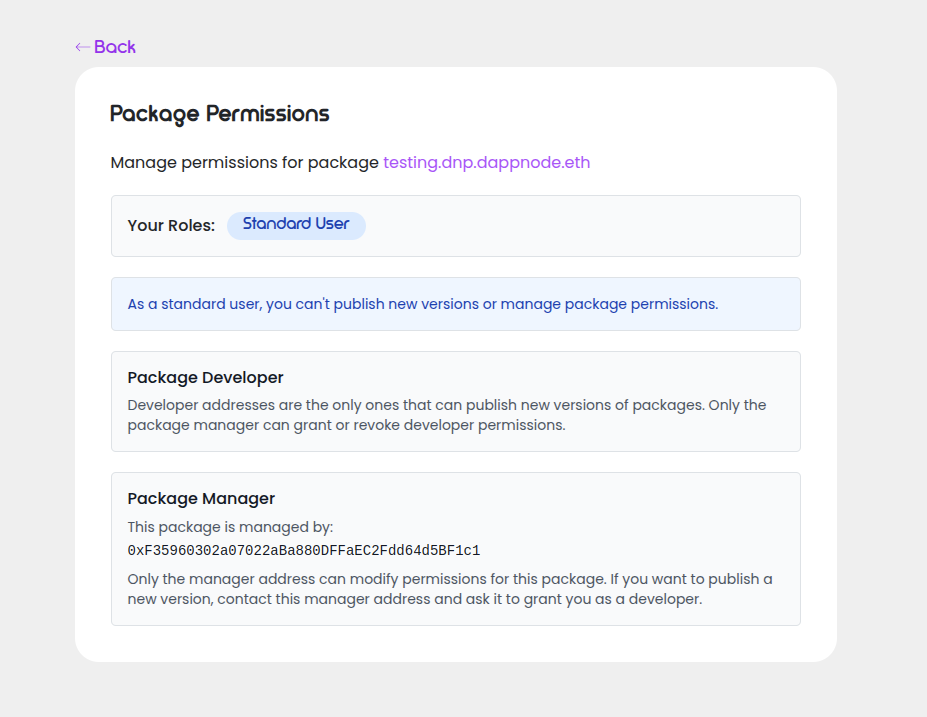 ← Back
Package Permissions
Manage permissions for package testing.dnp.dappnode.eth
Your Roles: Standard User
As a standard user, you can't publish new versions or manage package permissions.
Package Developer
Developer addresses are the only ones that can publish new versions of packages. Only the
package manager can grant or revoke developer permissions.
Package Manager
This package is managed by:
0xF35960302a07022aBa880DFFaEC2Fdd64d5BF1c1
Only the manager address can modify permissions for this package. If you want to publish a
new version, contact this manager address and ask it to grant you as a developer.